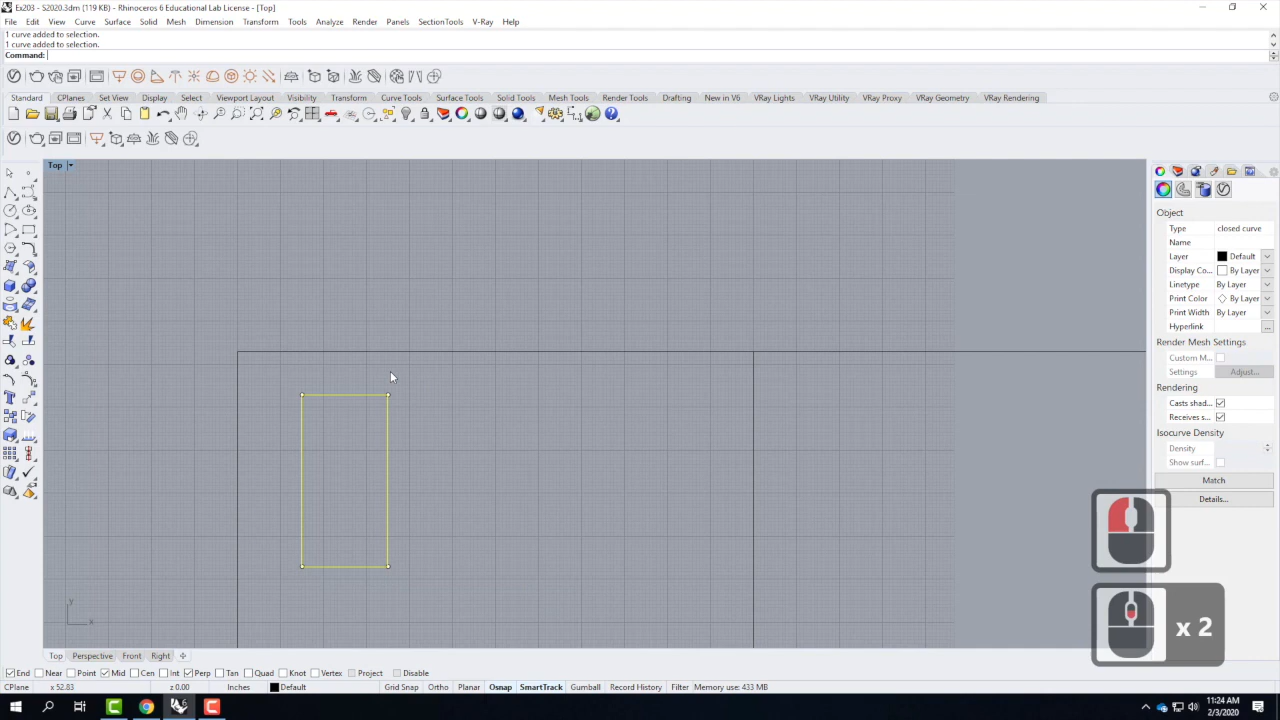 Ex203 - S2020.3dm (119 KB) - Rhinoceros 6 Educational Lab License - [Top]
File Edit View Curve Surface Solid Mesh Dimension Transform Tools Analyze Render Panels SectionTools V-Ray Help
1 curve added to selection.
1 curve added to selection.
Command:
Standard CPlanes Set View Display Select Viewport Layout Visibility Transform Curve Tools Surface Tools Solid Tools Mesh Tools Render Tools Drafting New in V6 VRay Lights VRay Utility VRay Proxy VRay Geometry VRay Rendering
Top
Object
Type closed curve
Name
Layer Default
Display Co... By Layer
Linetype By Layer
Print Color By Layer
Print Width By Layer
Hyperlink ...
Render Mesh Settings
Custom M...
Settings Adjust...
Rendering
Casts shad...
Receives s...
Isocurve Density
Density
Show surf...
Match
Details...
x 2
y
x
Top Perspective Front Right
End Near Point Mid Cen Int Perp Tan Quad Knot Vertex Project Disable
CPlane x 52.83 z 0.00 Inches Default Grid Snap Ortho Planar Osnap SmartTrack Gumball Record History Filter Memory use: 433 MB
11:24 AM
2/3/2020